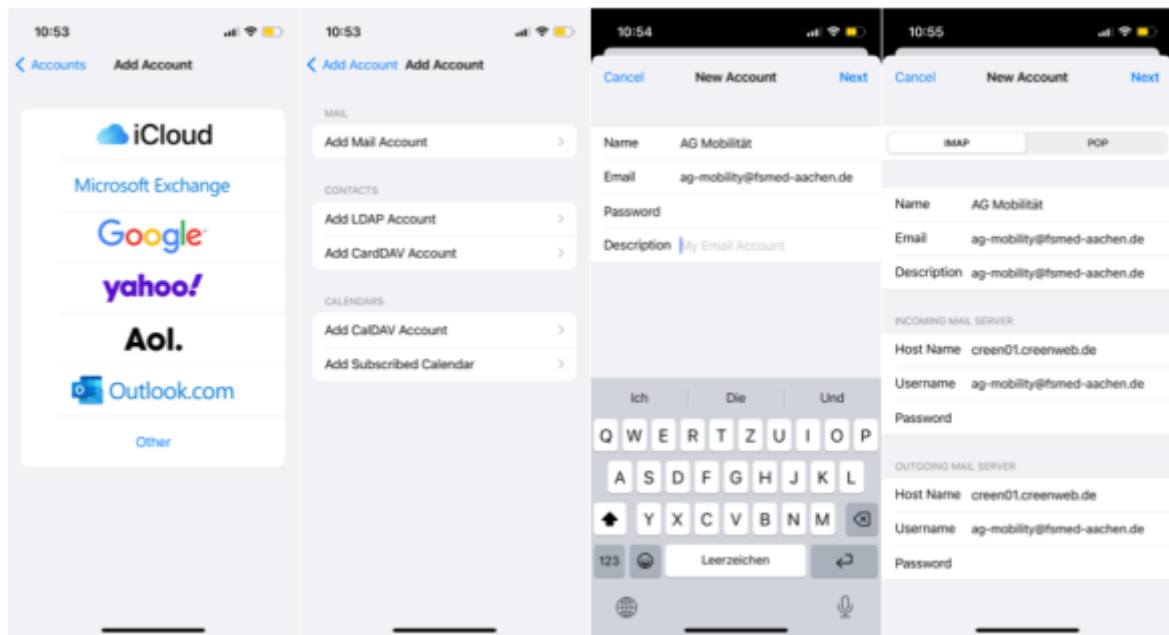 10:53
Accounts Add Account
iCloud
Microsoft Exchange
Google
yahoo!
Aol.
Outlook.com
Other
10:53
Add Account Add Account
MAIL
Add Mail Account
CONTACTS
Add LDAP Account
Add CardDAV Account
CALENDARS
Add CalDAV Account
Add Subscribed Calendar
10:54
Cancel New Account Next
Name AG Mobilität
Email ag-mobility@fsmed-aachen.de
Password
Description My Email Account
Ich Die Und
Q W E R T Z U I O P
A S D F G H J K L
Y X C V B N M
123 Leerzeichen
10:55
Cancel New Account Next
IMAP POP
Name AG Mobilität
Email ag-mobility@fsmed-aachen.de
Description ag-mobility@fsmed-aachen.de
INCOMING MAIL SERVER
Host Name creen01.creenweb.de
Username ag-mobility@fsmed-aachen.de
Password
OUTGOING MAIL SERVER
Host Name creen01.creenweb.de
Username ag-mobility@fsmed-aachen.de
Password